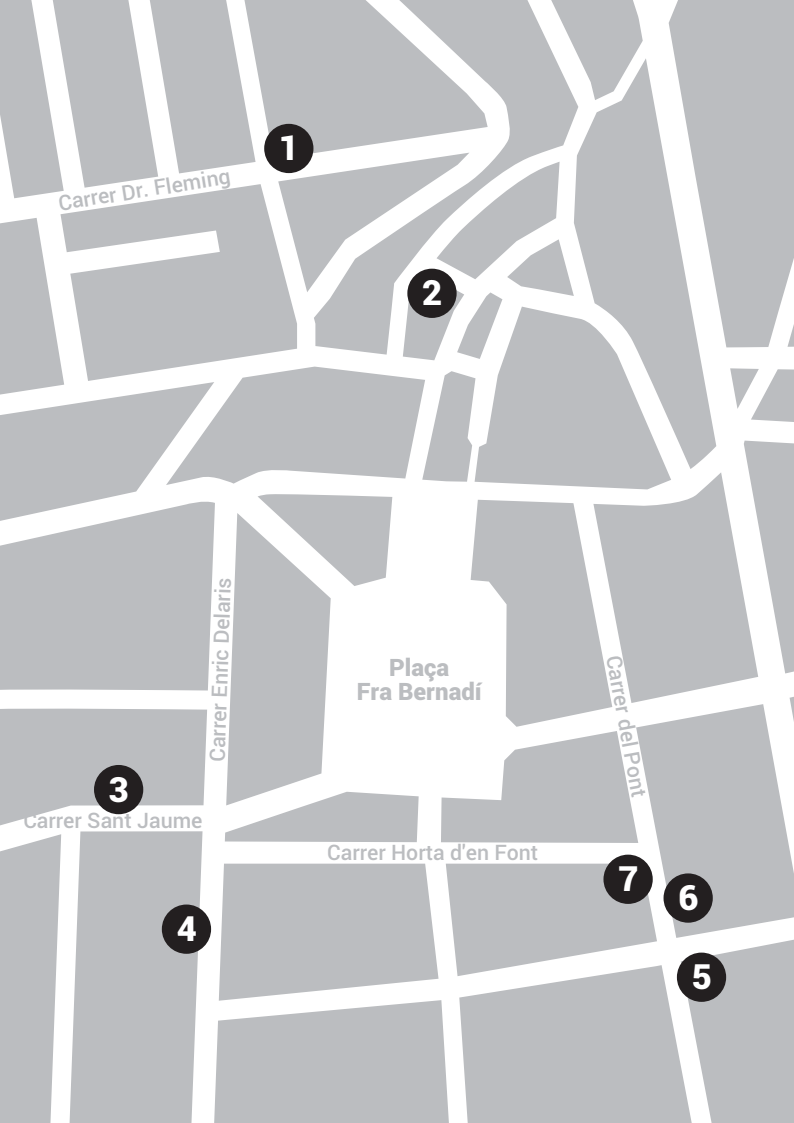 1
Carrer Dr. Fleming
2
Carrer Enric Delaris
Plaça
Fra Bernadí
Carrer del Pont
3
Carrer Sant Jaume
Carrer Horta d'en Font
7
6
4
5